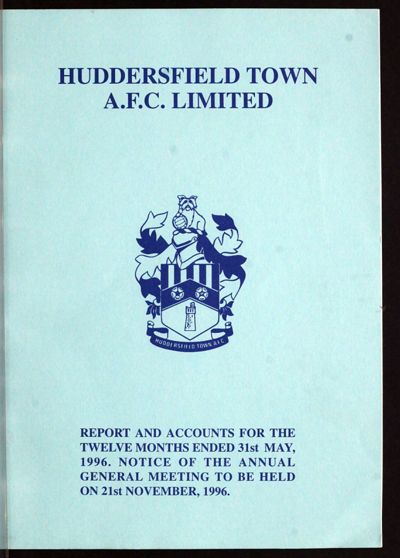 HUDDERSFIELD TOWN
A.F.C. LIMITED
HUDDERSFIELD TOWN A.F.C.
REPORT AND ACCOUNTS FOR THE
TWELVE MONTHS ENDED 31st MAY,
1996. NOTICE OF THE ANNUAL
GENERAL MEETING TO BE HELD
ON 21st NOVEMBER, 1996.